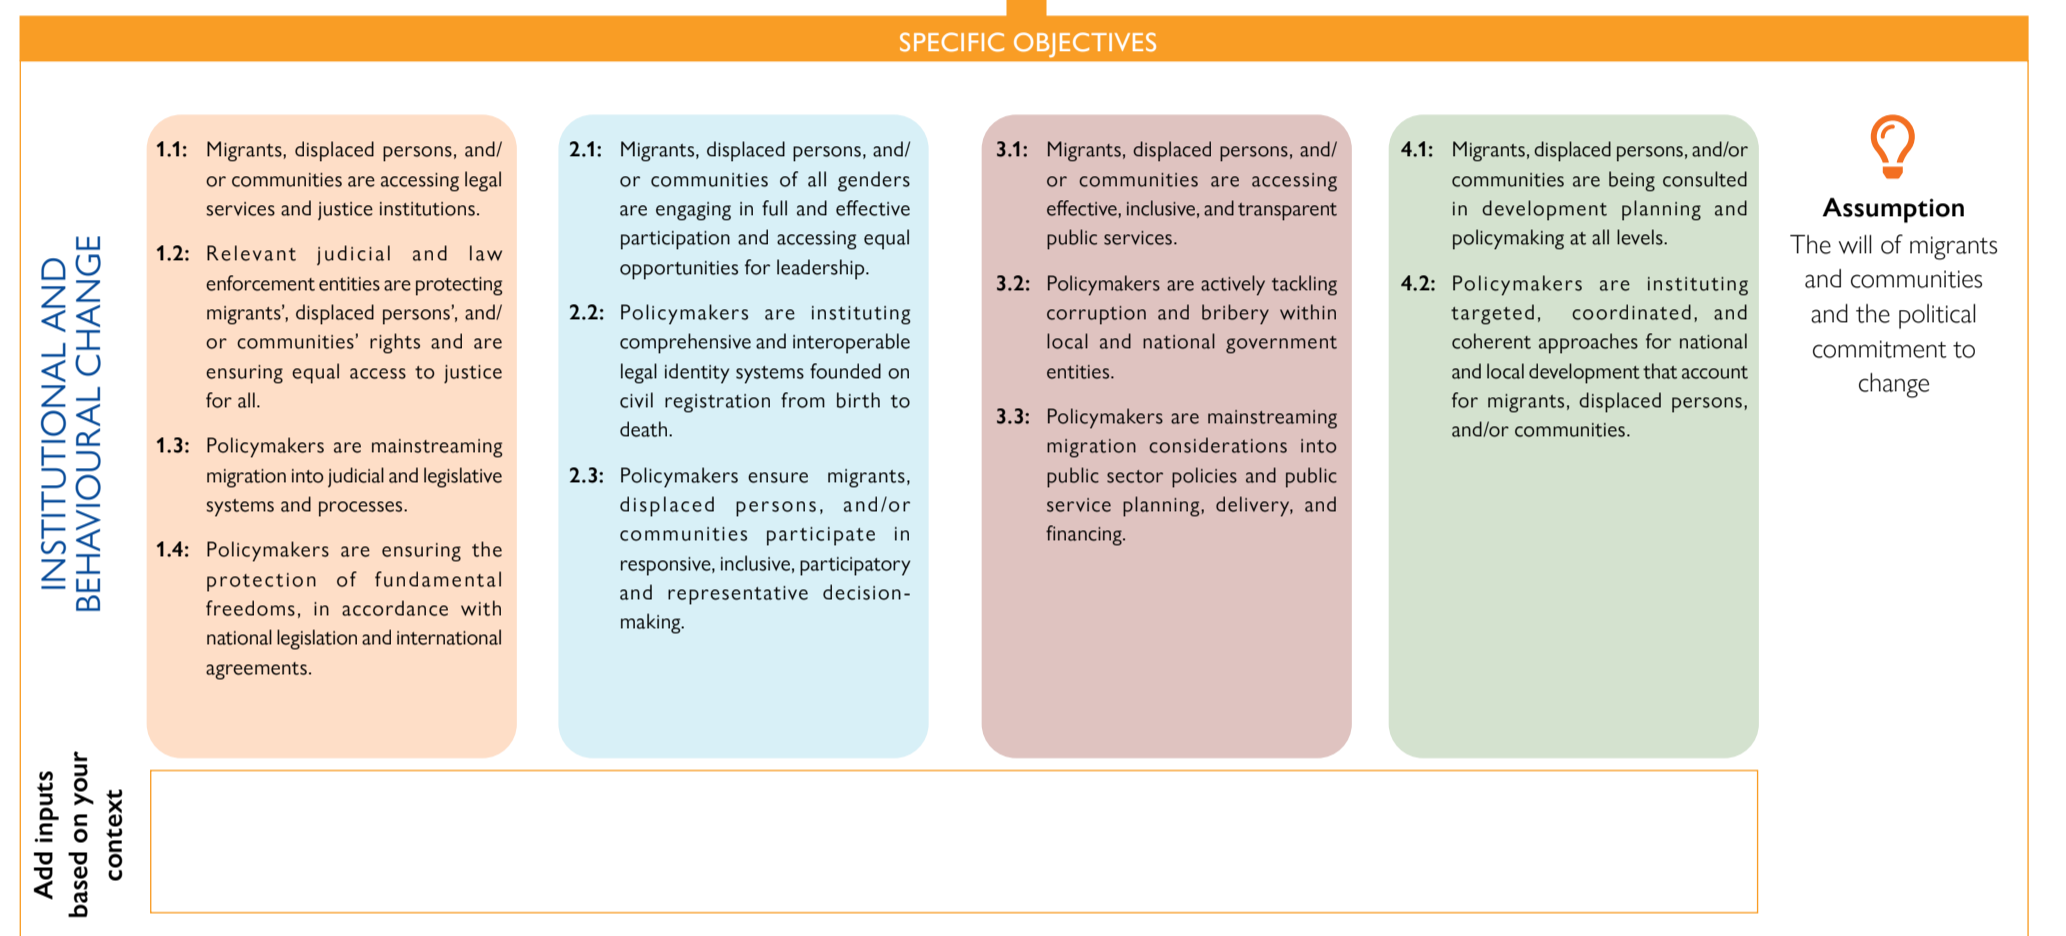 SPECIFIC OBJECTIVES
INSTITUTIONAL AND
BEHAVIOURAL CHANGE
1.1: Migrants, displaced persons, and/
or communities are accessing legal
services and justice institutions.
1.2: Relevant judicial and law
enforcement entities are protecting
migrants’, displaced persons’, and/
or communities’ rights and are
ensuring equal access to justice
for all.
1.3: Policymakers are mainstreaming
migration into judicial and legislative
systems and processes.
1.4: Policymakers are ensuring the
protection of fundamental
freedoms, in accordance with
national legislation and international
agreements.
2.1: Migrants, displaced persons, and/
or communities of all genders
are engaging in full and effective
participation and accessing equal
opportunities for leadership.
2.2: Policymakers are instituting
comprehensive and interoperable
legal identity systems founded on
civil registration from birth to
death.
2.3: Policymakers ensure migrants,
displaced persons, and/or
communities participate in
responsive, inclusive, participatory
and representative decision-
making.
3.1: Migrants, displaced persons, and/
or communities are accessing
effective, inclusive, and transparent
public services.
3.2: Policymakers are actively tackling
corruption and bribery within
local and national government
entities.
3.3: Policymakers are mainstreaming
migration considerations into
public sector policies and public
service planning, delivery, and
financing.
4.1: Migrants, displaced persons, and/or
communities are being consulted
in development planning and
policymaking at all levels.
4.2: Policymakers are instituting
targeted, coordinated, and
coherent approaches for national
and local development that account
for migrants, displaced persons,
and/or communities.
Assumption
The will of migrants
and communities
and the political
commitment to
change
Add inputs
based on your
context